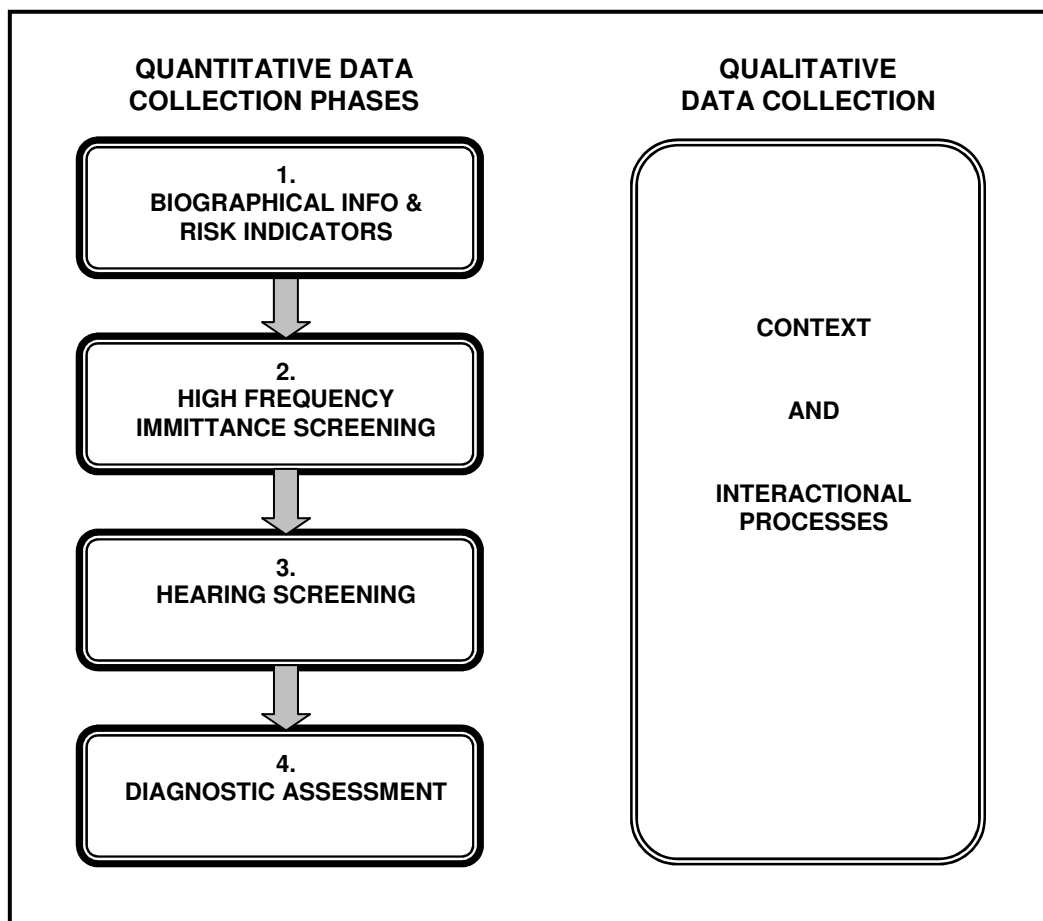 QUANTITATIVE DATA
COLLECTION PHASES
1.
BIOGRAPHICAL INFO &
RISK INDICATORS
2.
HIGH FREQUENCY
IMMITTANCE SCREENING
3.
HEARING SCREENING
4.
DIAGNOSTIC ASSESSMENT
QUALITATIVE
DATA COLLECTION
CONTEXT
AND
INTERACTIONAL
PROCESSES